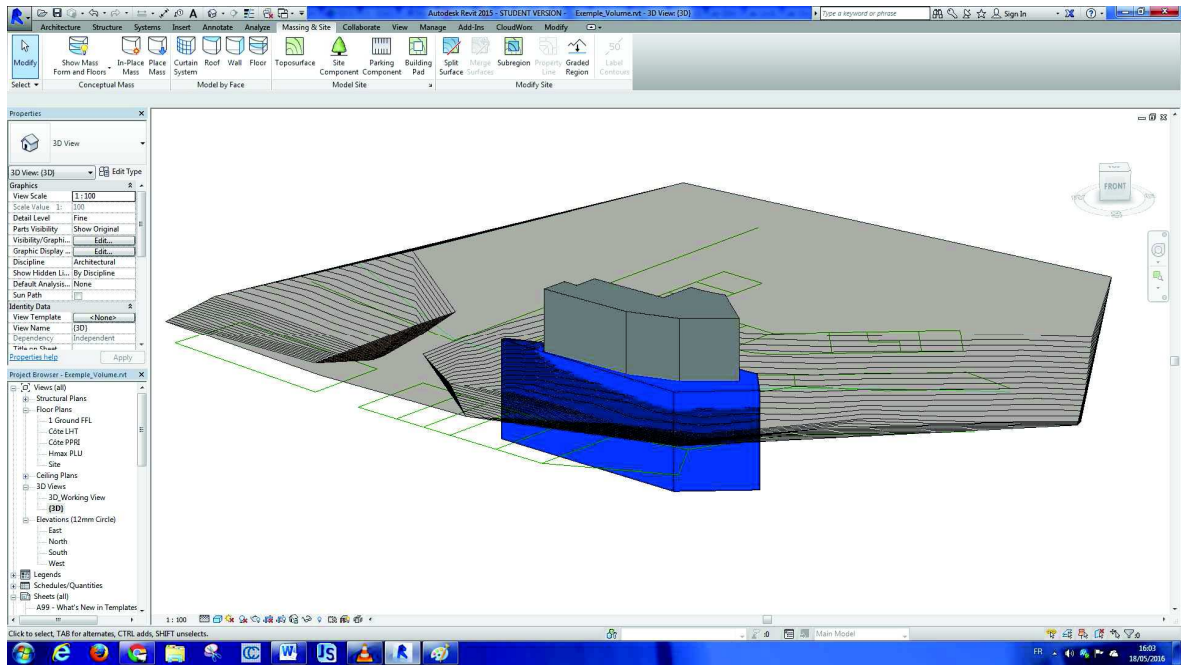 Autodesk Revit 2015 - STUDENT VERSION - Exemple_Volume.rvt - 3D View: {3D}
Type a keyword or phrase
Sign In
Architecture Structure Systems Insert Annotate Analyze Massing & Site Collaborate View Manage Add-Ins CloudWorx Modify
Modify
Show Mass Form and Floors
In-Place Mass
Place Mass
Curtain System
Roof
Wall
Floor
Toposurface
Site Component
Parking Component
Building Pad
Split Surface
Merge Surfaces
Subregion
Property Line
Graded Region
Label Contours
Select
Conceptual Mass
Model by Face
Model Site
Modify Site
Properties
3D View
3D View: {3D}
Edit Type
Graphics
View Scale 1 : 100
Scale Value 1: 100
Detail Level Fine
Parts Visibility Show Original
Visibility/Graphi... Edit...
Graphic Display ... Edit...
Discipline Architectural
Show Hidden Li... By Discipline
Default Analysis... None
Sun Path
Identity Data
View Template <None>
View Name {3D}
Dependency Independent
Title on Sheet
Properties help
Apply
Project Browser - Exemple_Volume.rvt
Views (all)
Structural Plans
Floor Plans
1 Ground FFL
Côte LHT
Côte PPRI
Hmax PLU
Site
Ceiling Plans
3D Views
3D_Working View
{3D}
Elevations (12mm Circle)
East
North
South
West
Legends
Schedules/Quantities
Sheets (all)
A99 - What's New in Templates
FRONT
1 : 100
Click to select, TAB for alternates, CTRL adds, SHIFT unselects.
:0
Main Model
:0
FR
16:03
18/05/2016